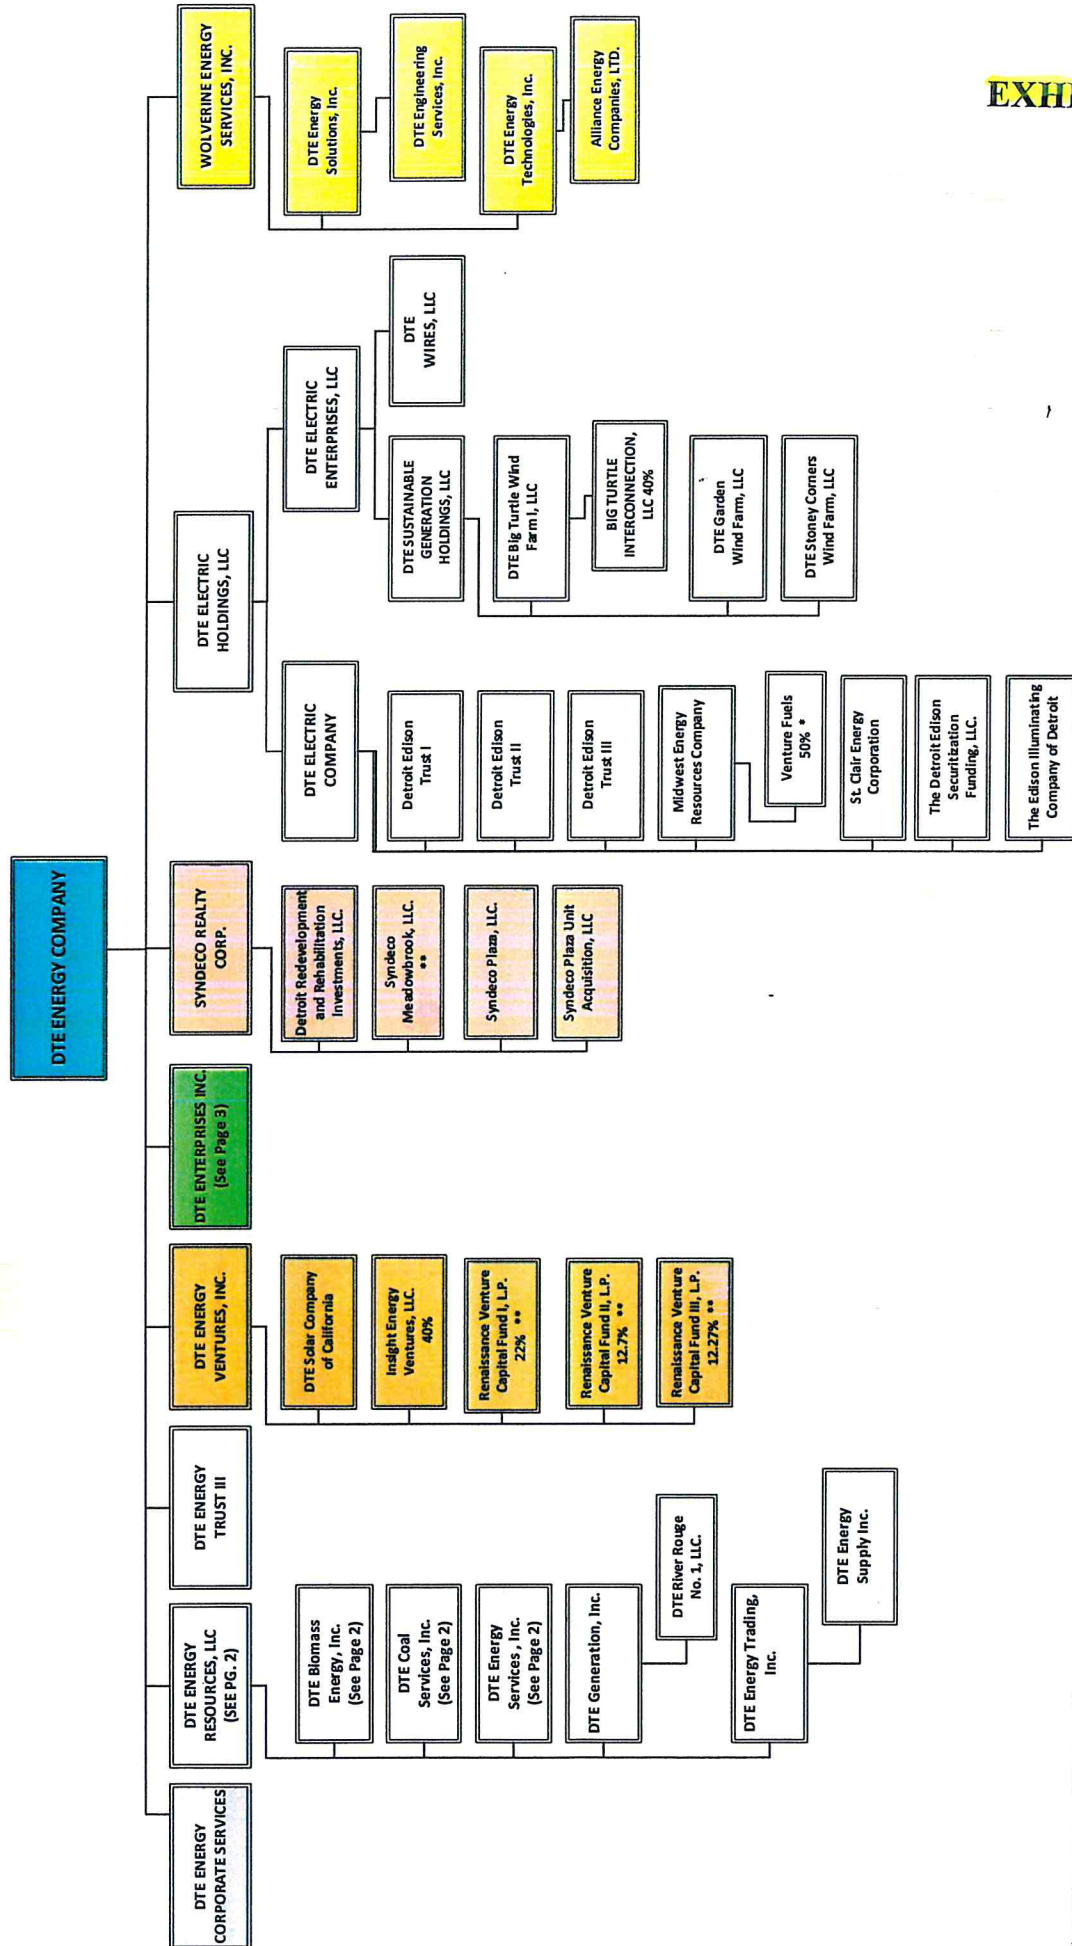 DTE ENERGY COMPANY
DTE ENERGY
CORPORATE SERVICES
DTE ENERGY
RESOURCES, LLC
(SEE PG. 2)
DTE Biomass
Energy, Inc.
(See Page 2)
DTE Coal
Services, Inc.
(See Page 2)
DTE Energy
Services , Inc.
(See Page 2)
DTE Generation, Inc.
DTE River Rouge
No. 1, LLC.
DTE Energy Trading,
Inc.
DTE Energy
Supply Inc.
DTE ENERGY
TRUST III
DTE ENERGY
VENTURES, INC.
DTE Solar Company
of California
Insight Energy
Ventures, LLC.
40%
Renaissance Venture
Capital Fund I, L.P.
22% **
Renaissance Venture
Capital Fund II, L.P.
12.7% **
Renaissance Venture
Capital Fund III, L.P.
12.27% **
DTE ENTERPRISES INC.
(See Page 3)
SYNDECO REALTY
CORP.
Detroit Redevelopment
and Rehabilitation
Investments, LLC.
Syndeco
Meadowbrook, LLC.
**
Syndeco Plaza, LLC.
Syndeco Plaza Unit
Acquisition, LLC
DTE ELECTRIC
HOLDINGS, LLC
DTE ELECTRIC
COMPANY
Detroit Edison
Trust I
Detroit Edison
Trust II
Detroit Edison
Trust III
Midwest Energy
Resources Company
Venture Fuels
50% *
St. Clair Energy
Corporation
The Detroit Edison
Securitization
Funding, LLC.
The Edison Illuminating
Company of Detroit
DTE ELECTRIC
ENTERPRISES, LLC
DTE SUSTAINABLE
GENERATION
HOLDINGS, LLC
DTE Big Turtle Wind
Farm I, LLC
BIG TURTLE
INTERCONNECTION,
LLC 40%
DTE Garden
Wind Farm, LLC
DTE Stoney Corners
Wind Farm, LLC
DTE
WIRES, LLC
WOLVERINE ENERGY
SERVICES, INC.
DTE Energy
Solutions, Inc.
DTE Engineering
Services, Inc.
DTE Energy
Technologies, Inc.
Alliance Energy
Companies, LTD.